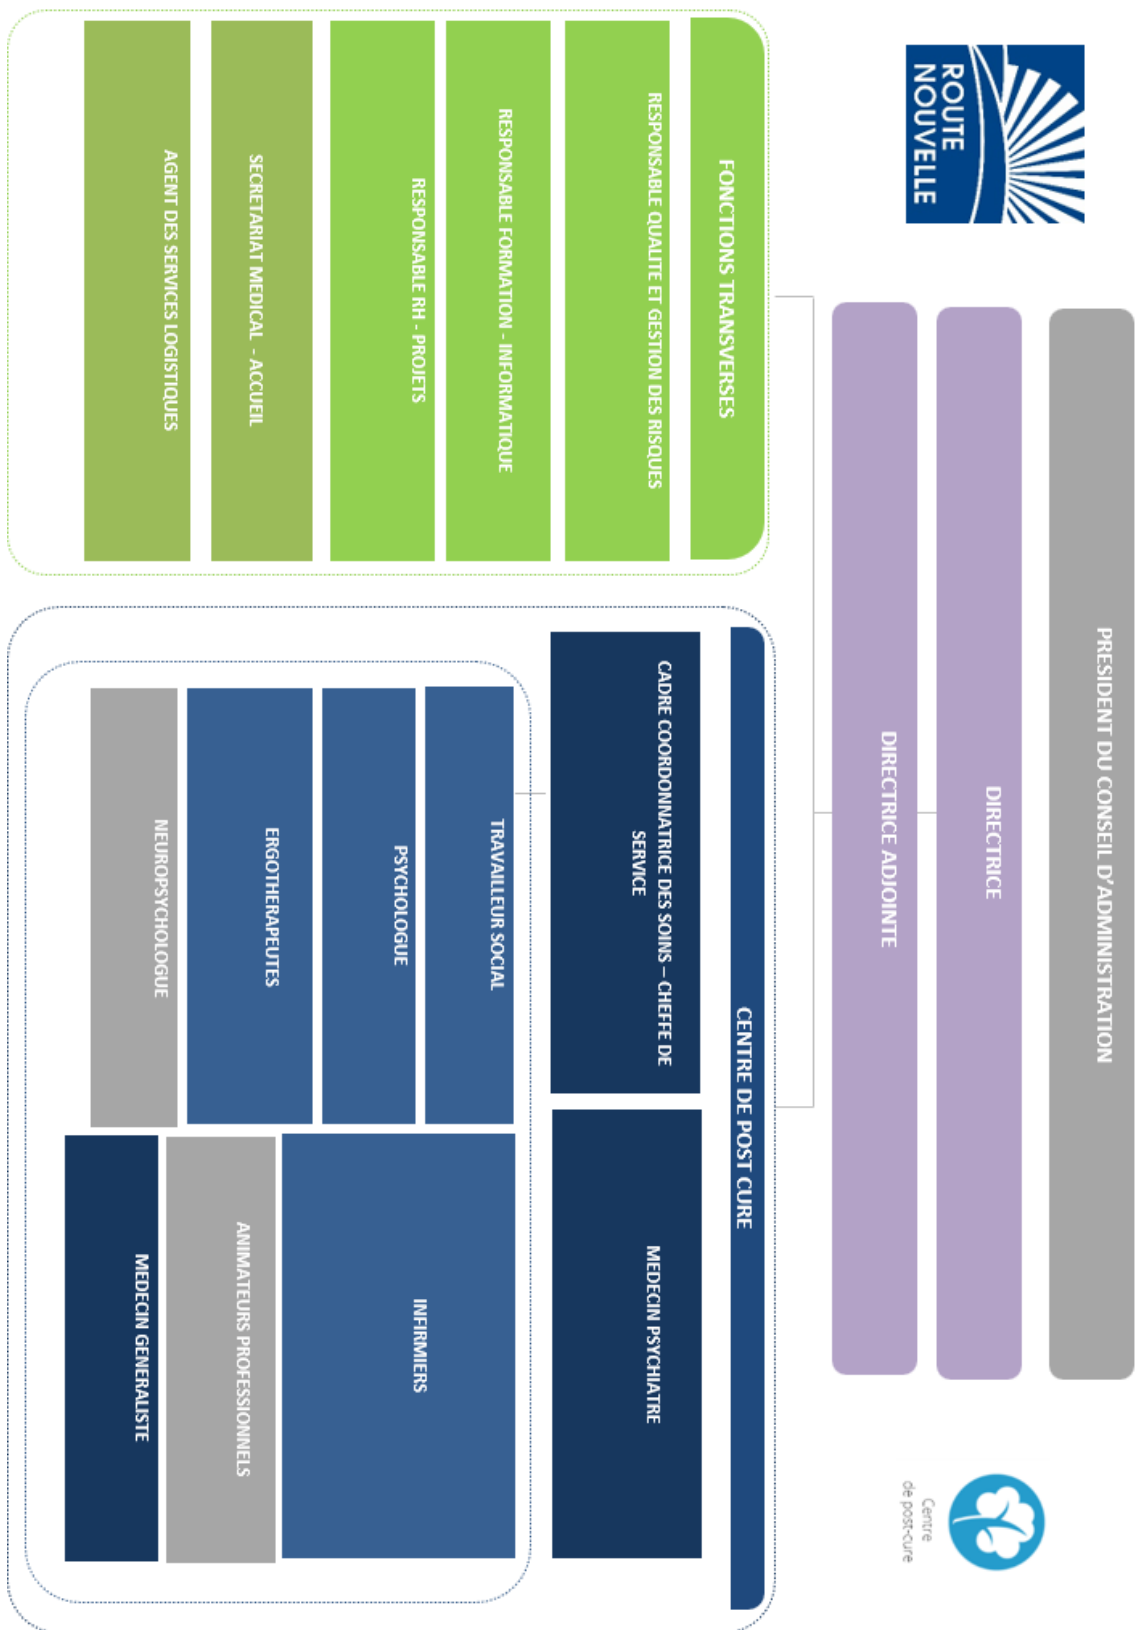 ROUTE
NOUVELLE
PRESIDENT DU CONSEIL D'ADMINISTRATION
DIRECTRICE
DIRECTRICE ADJOINTE
Centre
de post-cure
FONCTIONS TRANSVERSES
RESPONSABLE QUALITE ET GESTION DES RISQUES
RESPONSABLE FORMATION - INFORMATIQUE
RESPONSABLE RH - PROJETS
SECRETARIAT MEDICAL - ACCUEIL
AGENT DES SERVICES LOGISTIQUES
CENTRE DE POST CURE
CADRE COORDONNATRICE DES SOINS – CHEFFE DE
SERVICE
MEDECIN PSYCHIATRE
TRAVAILLEUR SOCIAL
PSYCHOLOGUE
ERGOTHERAPEUTES
NEUROPSYCHOLOGUE
INFIRMIERS
ANIMATEURS PROFESSIONNELS
MEDECIN GENERALISTE